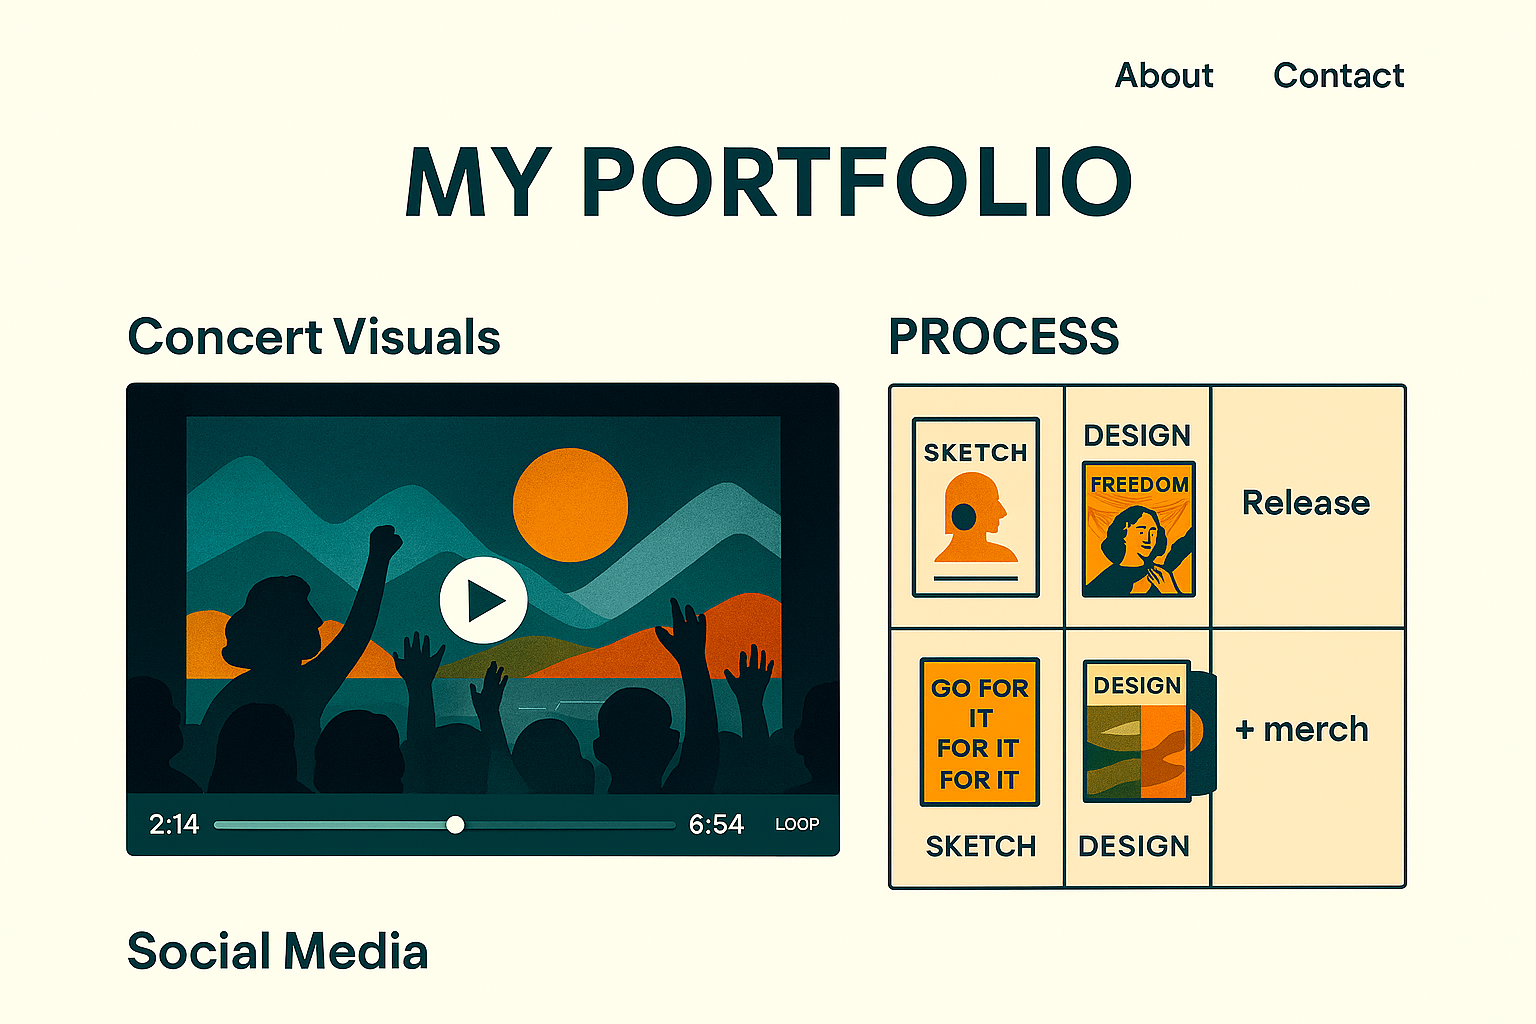 About Contact
MY PORTFOLIO
Concert Visuals
2:14 6:54 LOOP
PROCESS
SKETCH
DESIGN
FREEDOM
Release
GO FOR
IT
FOR IT
FOR IT
SKETCH
DESIGN
DESIGN
+ merch
Social Media